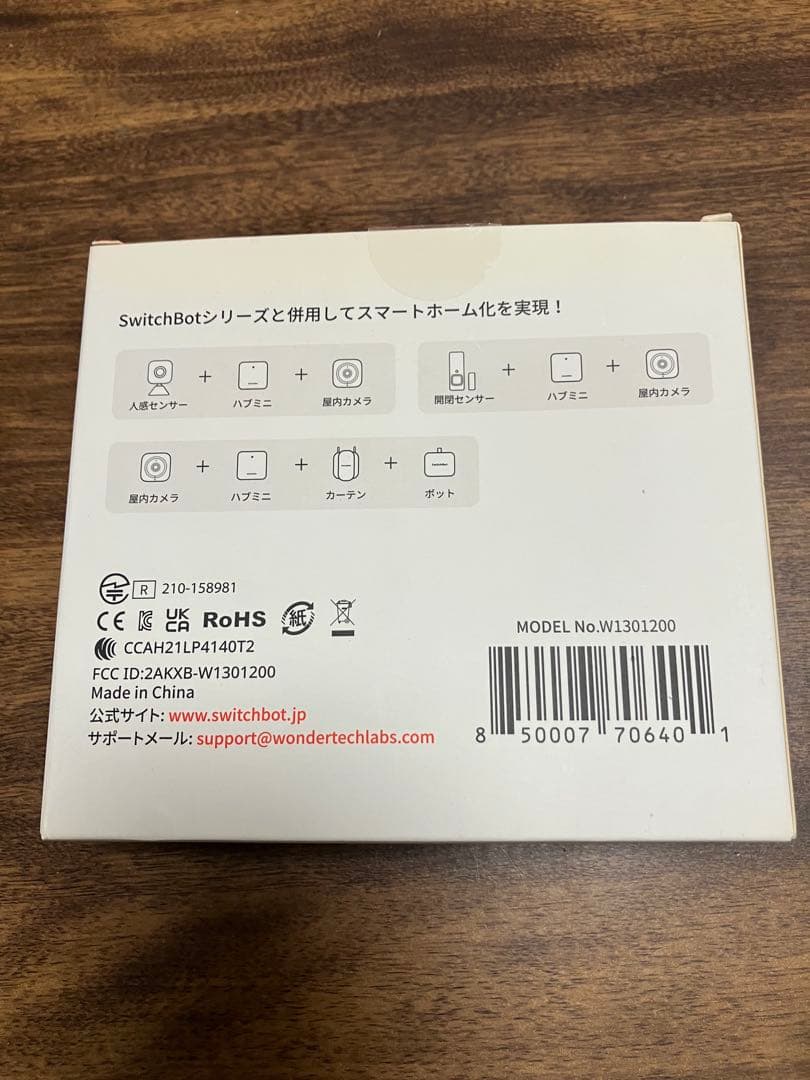 SwitchBotシリーズと併用してスマートホーム化を実現！
人感センサー + ハブミニ + 屋内カメラ
開閉センサー + ハブミニ + 屋内カメラ
屋内カメラ + ハブミニ + カーテン + ボット
R 210-158981
CE UK CA RoHS 紙
CCAH21LP4140T2
FCC ID:2AKXB-W1301200
Made in China
公式サイト: www.switchbot.jp
サポートメール: support@wondertechlabs.com
MODEL No.W1301200
8 50007 70640 1